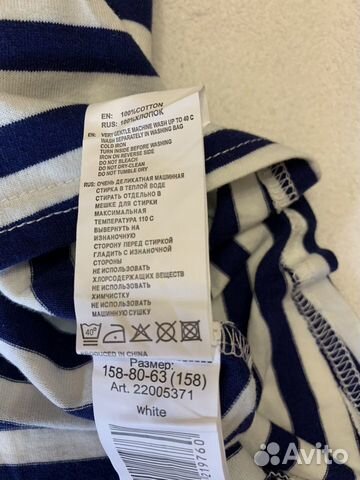 EN: 100%COTTON
RUS: 100%ХЛОПОК
EN: VERY GENTLE MACHINE WASH UP TO 40 C
WASH SEPARATELY IN WASHING BAG
COLD IRON
TURN INSIDE BEFORE WASHING
IRON ON REVERSE SIDE
DO NOT BLEACH
DO NOT DRY-CLEAN
DO NOT TUMBLE DRY
RUS: ОЧЕНЬ ДЕЛИКАТНАЯ МАШИННАЯ
СТИРКА В ТЕПЛОЙ ВОДЕ
СТИРАТЬ ОТДЕЛЬНО В
МЕШКЕ ДЛЯ СТИРКИ
МАКСИМАЛЬНАЯ
ТЕМПЕРАТУРА 110 С
ВЫВЕРНУТЬ НА
ИЗНАНОЧНУЮ
СТОРОНУ ПЕРЕД СТИРКОЙ
ГЛАДИТЬ С ИЗНАНОЧНОЙ
СТОРОНЫ
НЕ ИСПОЛЬЗОВАТЬ
ХЛОРСОДЕРЖАЩИХ ВЕЩЕСТВ
НЕ ИСПОЛЬЗОВАТЬ
ХИМЧИСТКУ
НЕ ИСПОЛЬЗОВАТЬ
МАШИННУЮ СУШКУ
40°
PRODUCED IN CHINA
Размер:
158-80-63 (158)
Art. 22005371
White
219760
Avito